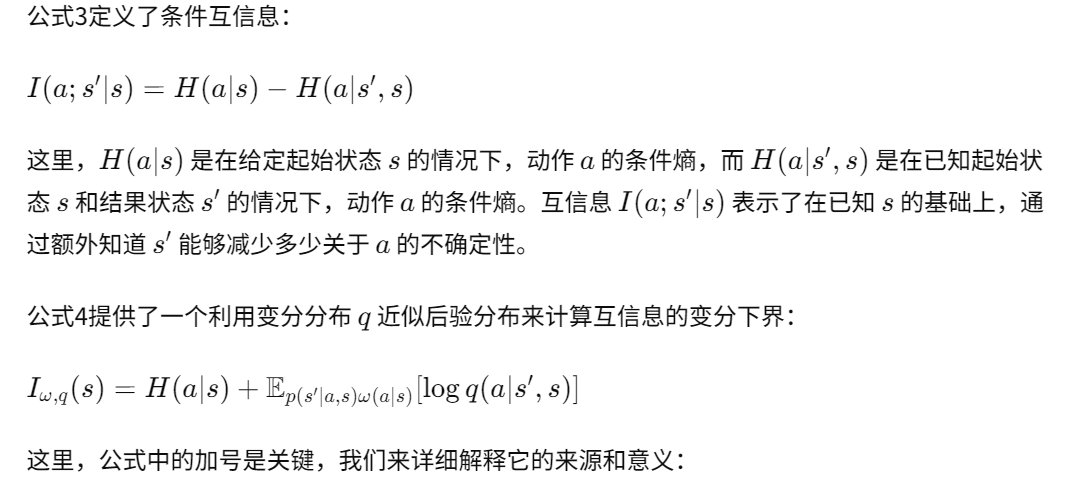 公式3定义了条件互信息：
I(a; s′|s) = H(a|s) − H(a|s′, s)
这里，H(a|s) 是在给定起始状态 s 的情况下，动作 a 的条件熵，而 H(a|s′, s) 是在已知起始状
态 s 和结果状态 s′ 的情况下，动作 a 的条件熵。互信息 I(a; s′|s) 表示了在已知 s 的基础上，通
过额外知道 s′ 能够减少多少关于 a 的不确定性。
公式4提供了一个利用变分分布 q 近似后验分布来计算互信息的变分下界：
I_{ω,q}(s) = H(a|s) + 𝔼_{p(s′|a,s)ω(a|s)}[log q(a|s′, s)]
这里，公式中的加号是关键，我们来详细解释它的来源和意义：